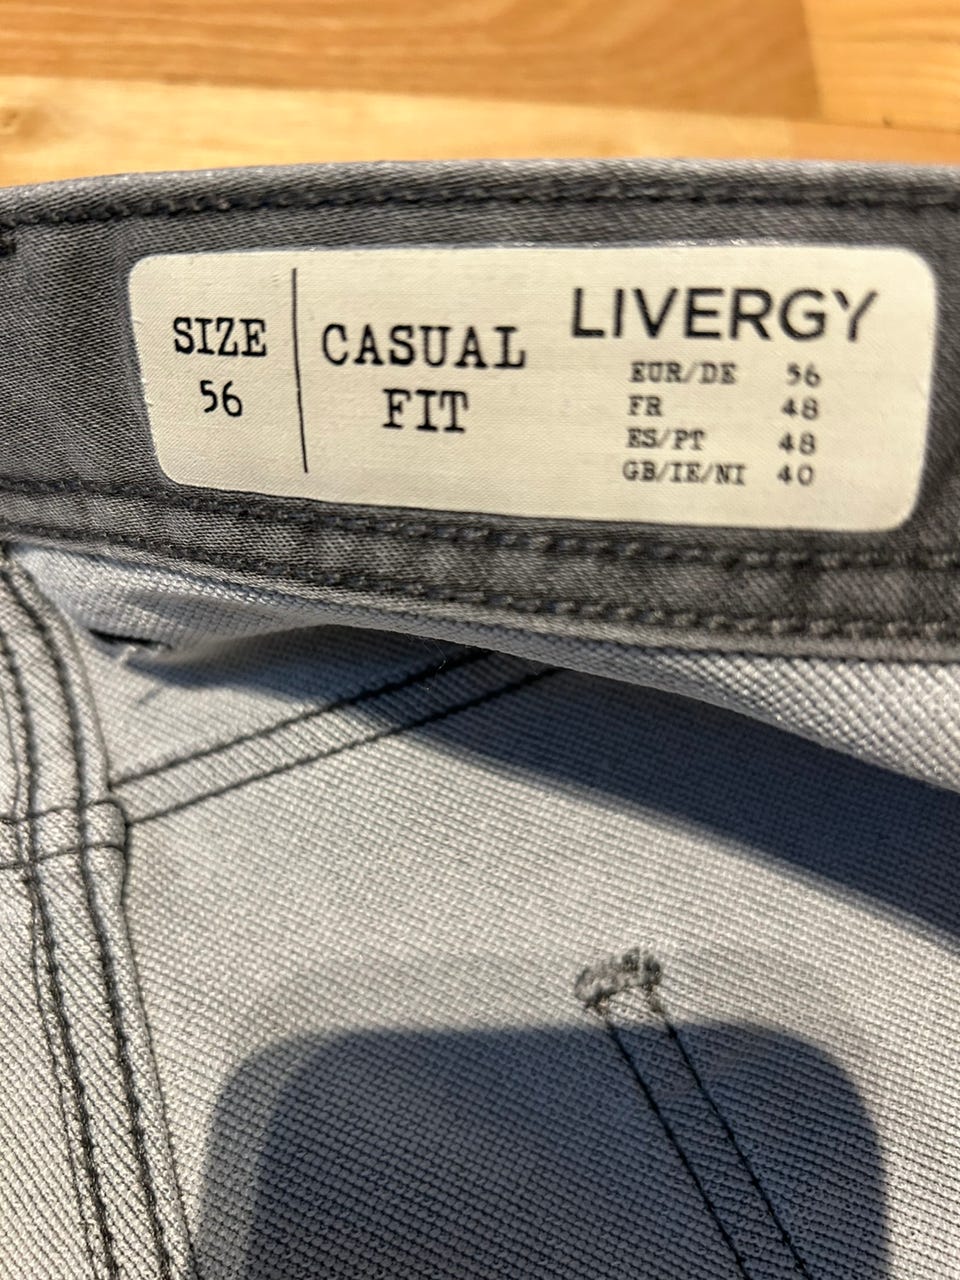 SIZE
56
CASUAL
FIT
LIVERGY
EUR/DE 56
FR 48
ES/PT 48
GB/IE/NI 40